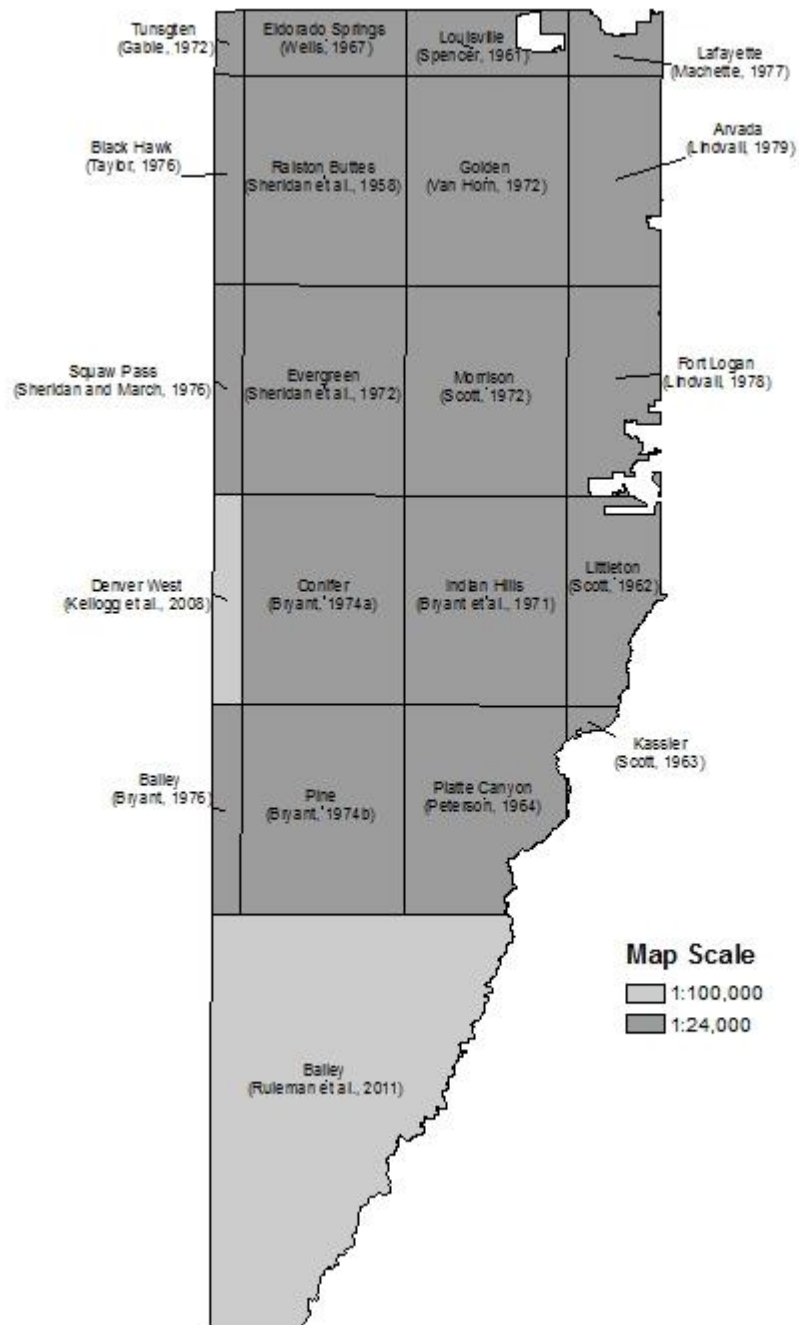 Tunsgten
(Gable, 1972)
Eldorado Springs
(Wells, 1967)
Louisville
(Spencer, 1961)
Lafayette
(Machette, 1977)
Black Hawk
(Taylor, 1976)
Ralston Buttes
(Sheridan et al., 1958)
Golden
(Van Horn, 1972)
Arvada
(Lindvall, 1979)
Squaw Pass
(Sheridan and March, 1976)
Evergreen
(Sheridan et al., 1972)
Morrison
(Scott, 1972)
Fort Logan
(Lindvall, 1978)
Denver West
(Kellogg et al., 2008)
Conifer
(Bryant, 1974a)
Indian Hills
(Bryant et al., 1971)
Littleton
(Scott, 1962)
Bailey
(Bryant, 1976)
Pine
(Bryant, 1974b)
Platte Canyon
(Peterson, 1964)
Kassler
(Scott, 1963)
Bailey
(Ruleman et al., 2011)
Map Scale
1:100,000
1:24,000